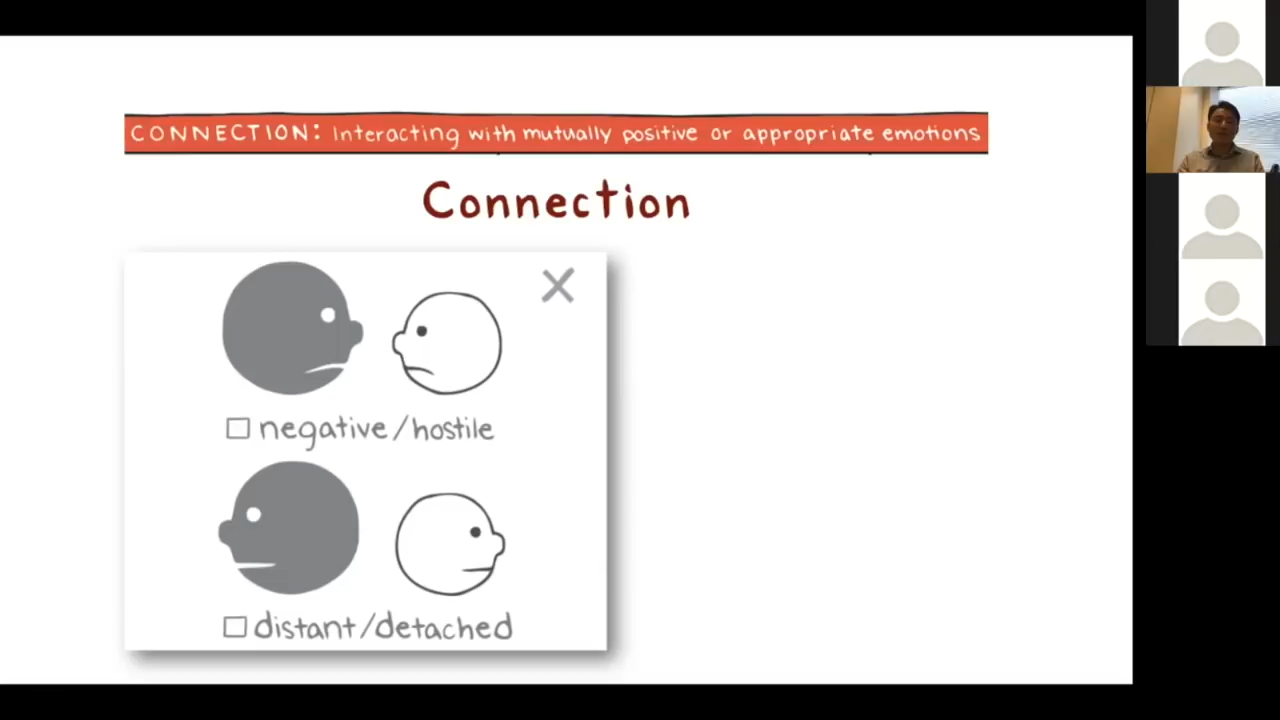 CONNECTION: Interacting with mutually positive or appropriate emotions
Connection
negative/hostile
distant/detached